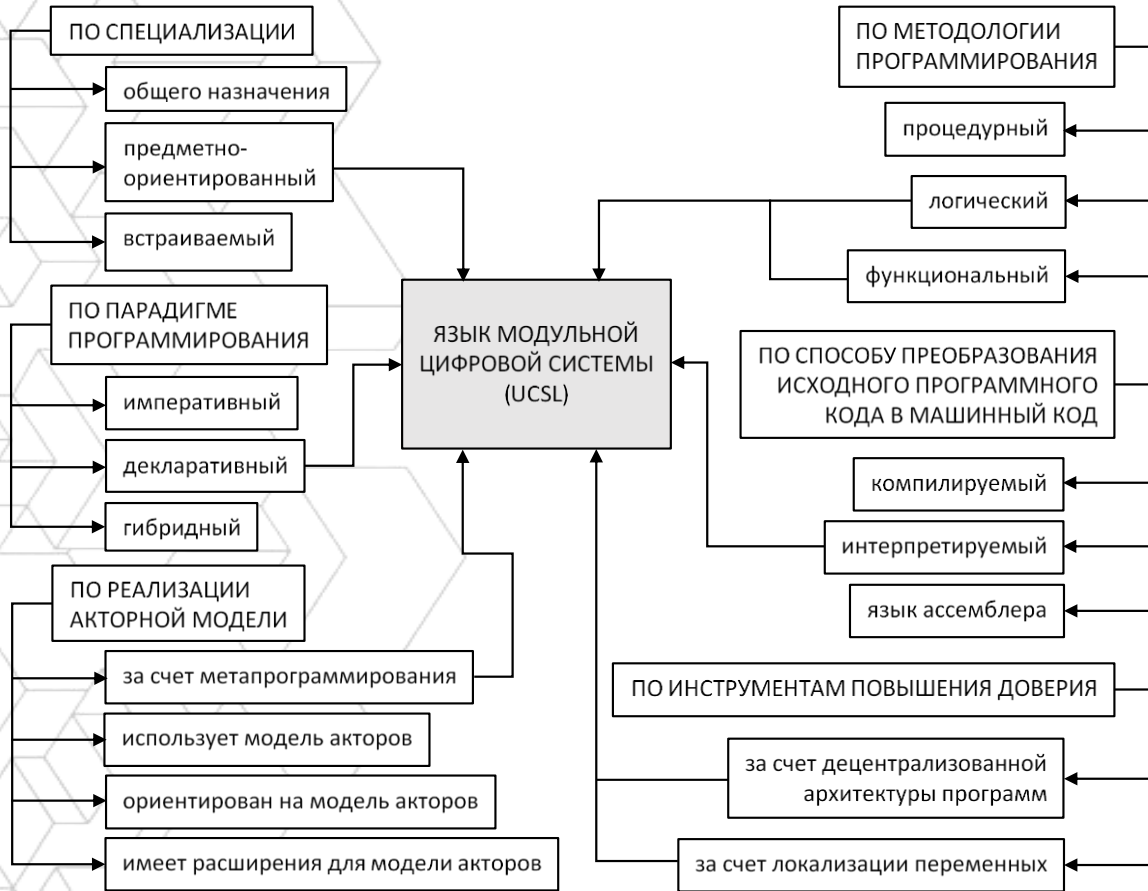 ПО СПЕЦИАЛИЗАЦИИ
общего назначения
предметно-
ориентированный
встраиваемый
ПО ПАРАДИГМЕ
ПРОГРАММИРОВАНИЯ
императивный
декларативный
гибридный
ПО РЕАЛИЗАЦИИ
АКТОРНОЙ МОДЕЛИ
за счет метапрограммирования
использует модель акторов
ориентирован на модель акторов
имеет расширения для модели акторов
ЯЗЫК МОДУЛЬНОЙ
ЦИФРОВОЙ СИСТЕМЫ
(UCSL)
ПО МЕТОДОЛОГИИ
ПРОГРАММИРОВАНИЯ
процедурный
логический
функциональный
ПО СПОСОБУ ПРЕОБРАЗОВАНИЯ
ИСХОДНОГО ПРОГРАММНОГО
КОДА В МАШИННЫЙ КОД
компилируемый
интерпретируемый
язык ассемблера
ПО ИНСТРУМЕНТАМ ПОВЫШЕНИЯ ДОВЕРИЯ
за счет децентрализованной
архитектуры программ
за счет локализации переменных